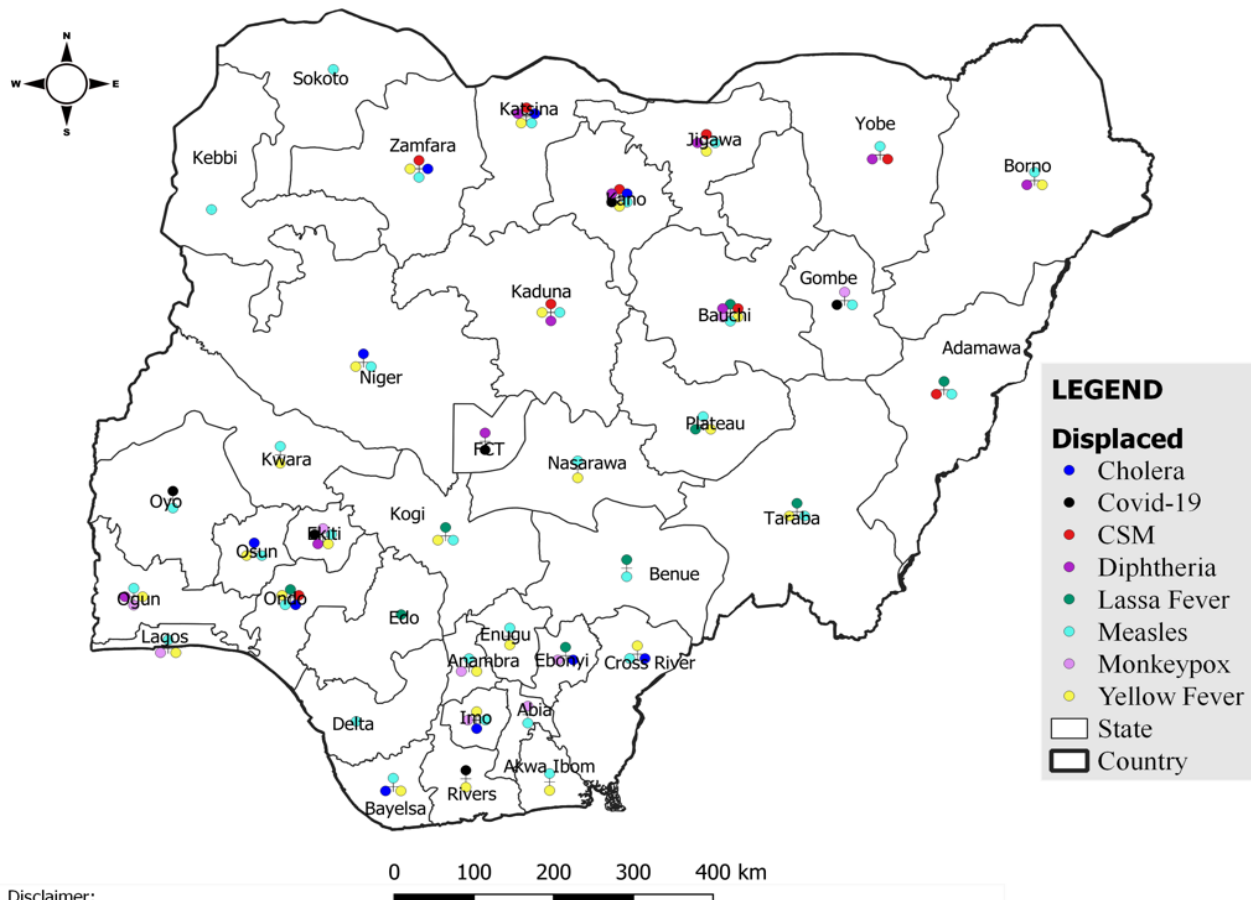 N
W
E
S
Sokoto
Katsina
Zamfara
Kebbi
Jigawa
Yobe
Borno
Kano
Kaduna
Gombe
Bauchi
Adamawa
Niger
FCT
Plateau
Nasarawa
Kwara
Oyo
Kogi
Taraba
Osun
Ekiti
Benue
Ogun
Ondo
Edo
Lagos
Enugu
Anambra
Ebonyi
Cross River
Delta
Imo
Abia
Akwa Ibom
Bayelsa
Rivers
LEGEND
Displaced
Cholera
Covid-19
CSM
Diphtheria
Lassa Fever
Measles
Monkeypox
Yellow Fever
State
Country
0 100 200 300 400 km
Disclaimer: